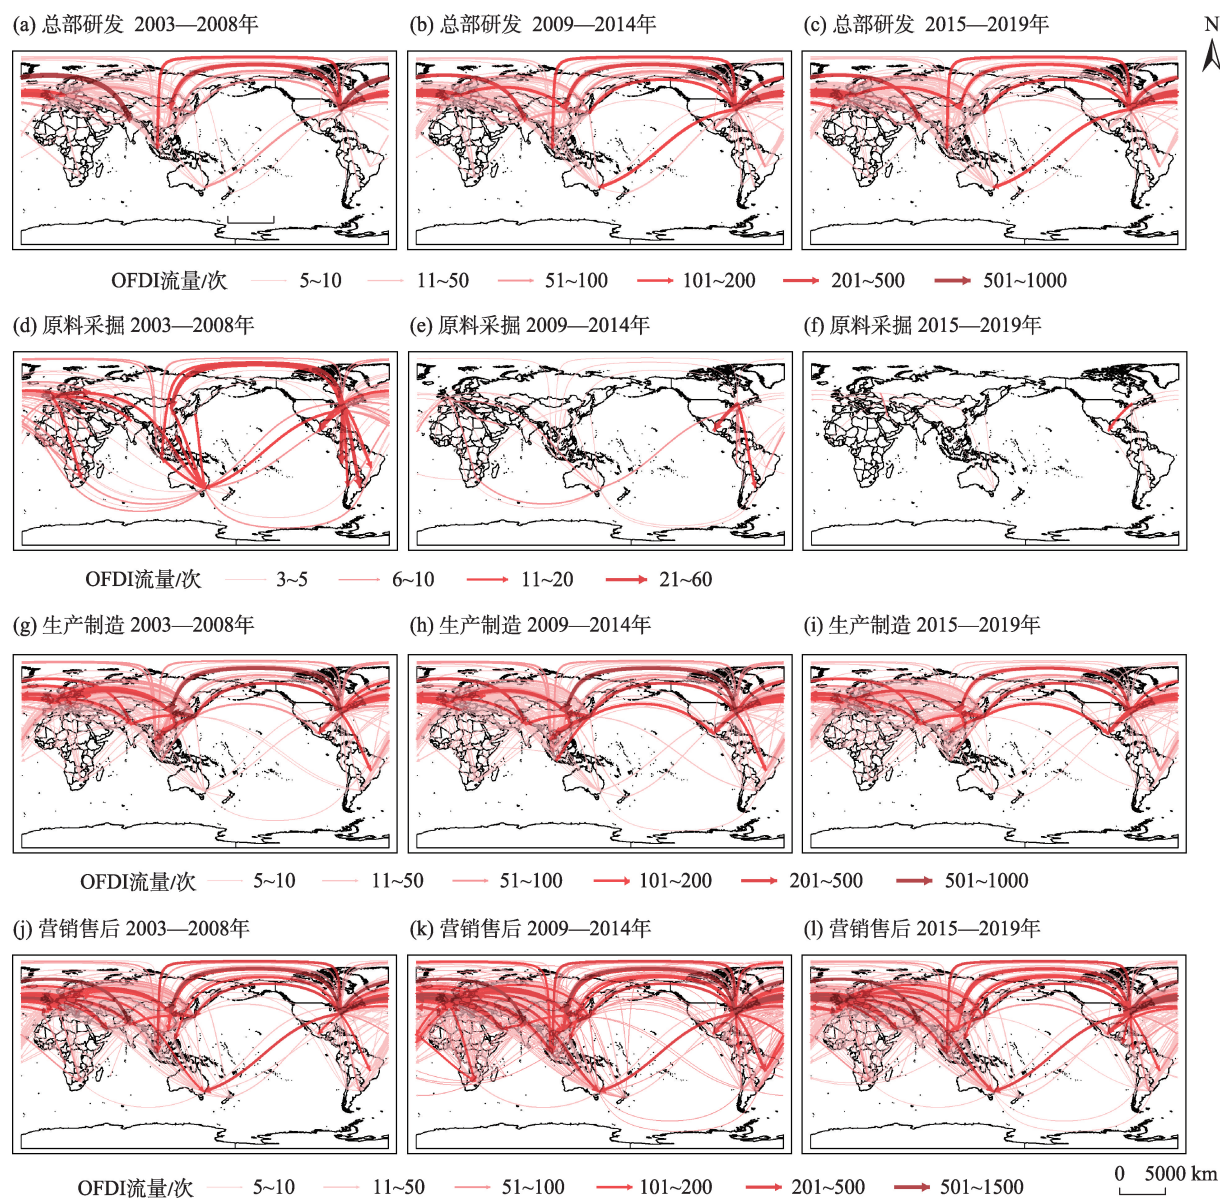 (a) 总部研发 2003—2008年 (b) 总部研发 2009—2014年 (c) 总部研发 2015—2019年 N
OFDI流量/次 5~10 11~50 51~100 101~200 201~500 501~1000
(d) 原料采掘 2003—2008年 (e) 原料采掘 2009—2014年 (f) 原料采掘 2015—2019年
OFDI流量/次 3~5 6~10 11~20 21~60
(g) 生产制造 2003—2008年 (h) 生产制造 2009—2014年 (i) 生产制造 2015—2019年
OFDI流量/次 5~10 11~50 51~100 101~200 201~500 501~1000
(j) 营销售后 2003—2008年 (k) 营销售后 2009—2014年 (l) 营销售后 2015—2019年
0 5000 km
OFDI流量/次 5~10 11~50 51~100 101~200 201~500 501~1500